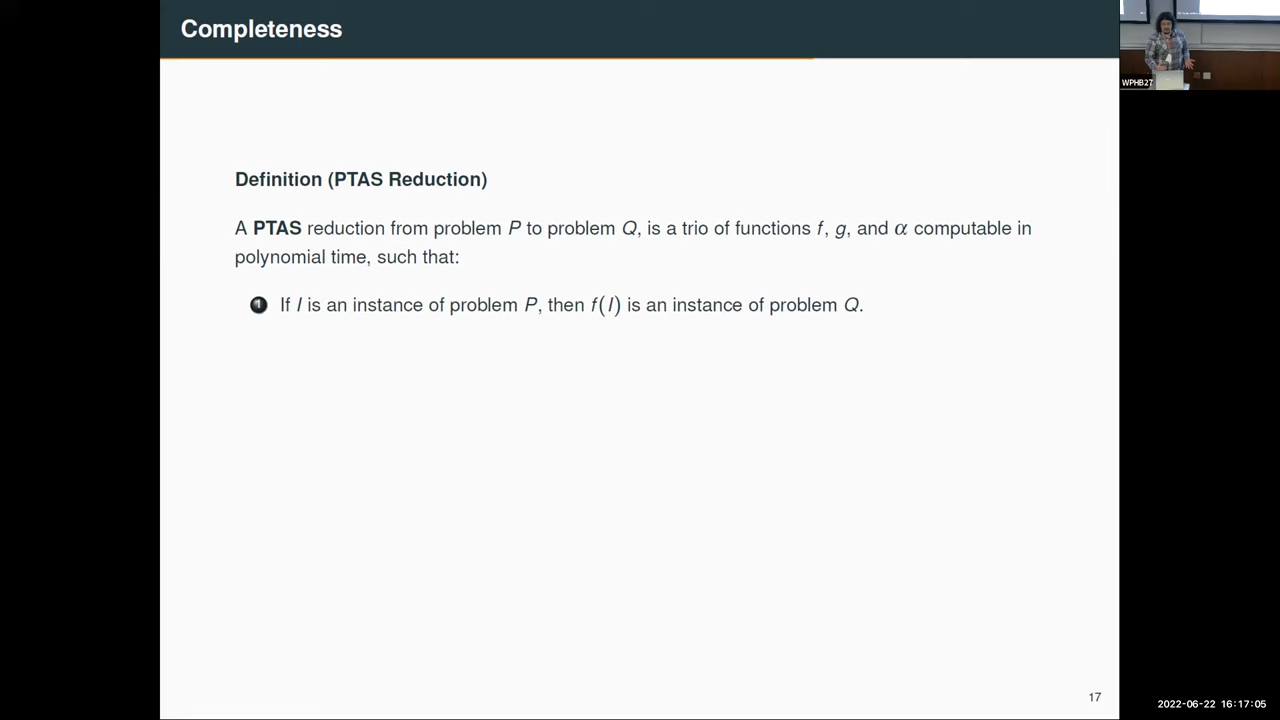 Completeness
WPHB27
Definition (PTAS Reduction)
A PTAS reduction from problem P to problem Q, is a trio of functions f, g, and α computable in
polynomial time, such that:
1 If I is an instance of problem P, then f(I) is an instance of problem Q.
17
2022-06-22 16:17:05